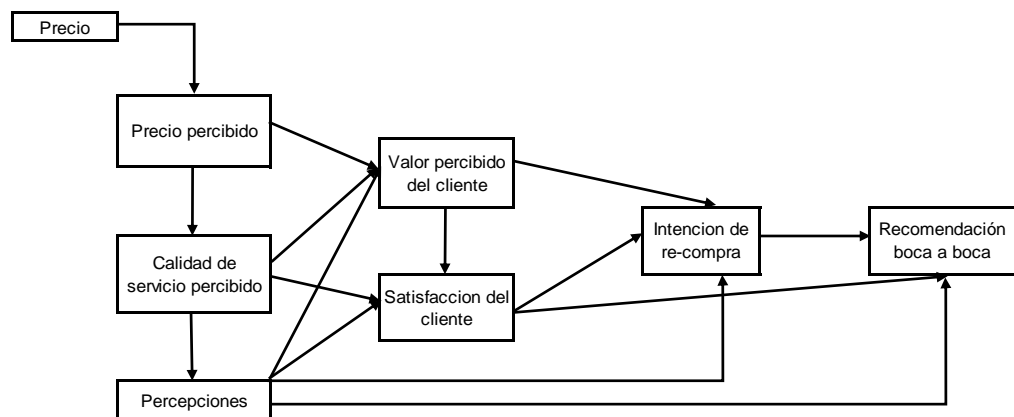 Precio
Precio percibido
Valor percibido
del cliente
Intencion de
re-compra
Recomendación
boca a boca
Calidad de
servicio percibido
Satisfaccion del
cliente
Percepciones